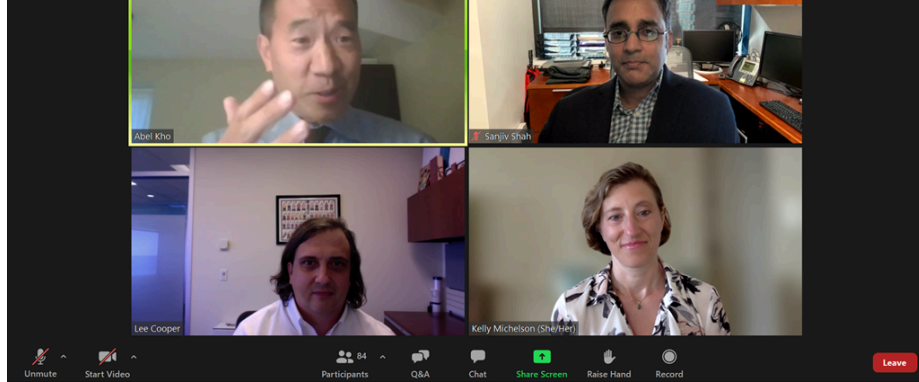 Abel Kho
Sanjiv Shah
Lee Cooper
Kelly Michelson (She/Her)
84
Unmute
Start Video
Participants
Q&A
Chat
Share Screen
Raise Hand
Record
Leave